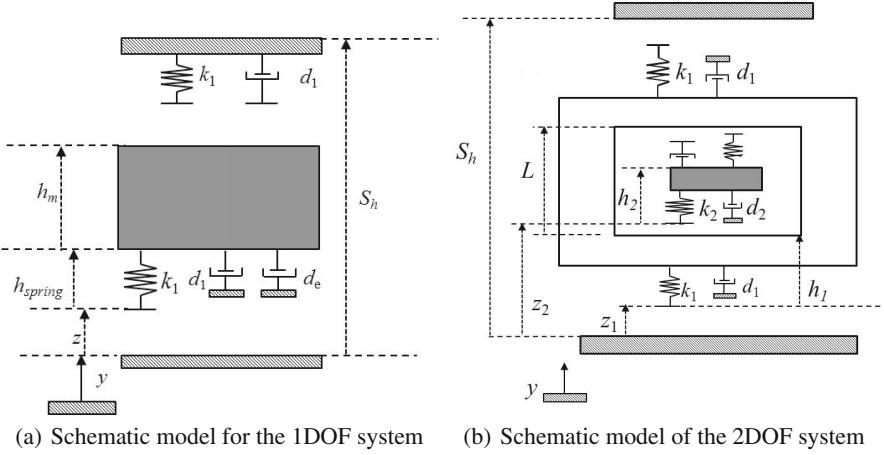 k₁ d₁
hₘ
Sₕ
h_spring
k₁ d₁ dₑ
z
y
(a) Schematic model for the 1DOF system
k₁ d₁
Sₕ
L
h₂
k₂ d₂
z₂
k₁ d₁ h₁
z₁
y
(b) Schematic model of the 2DOF system